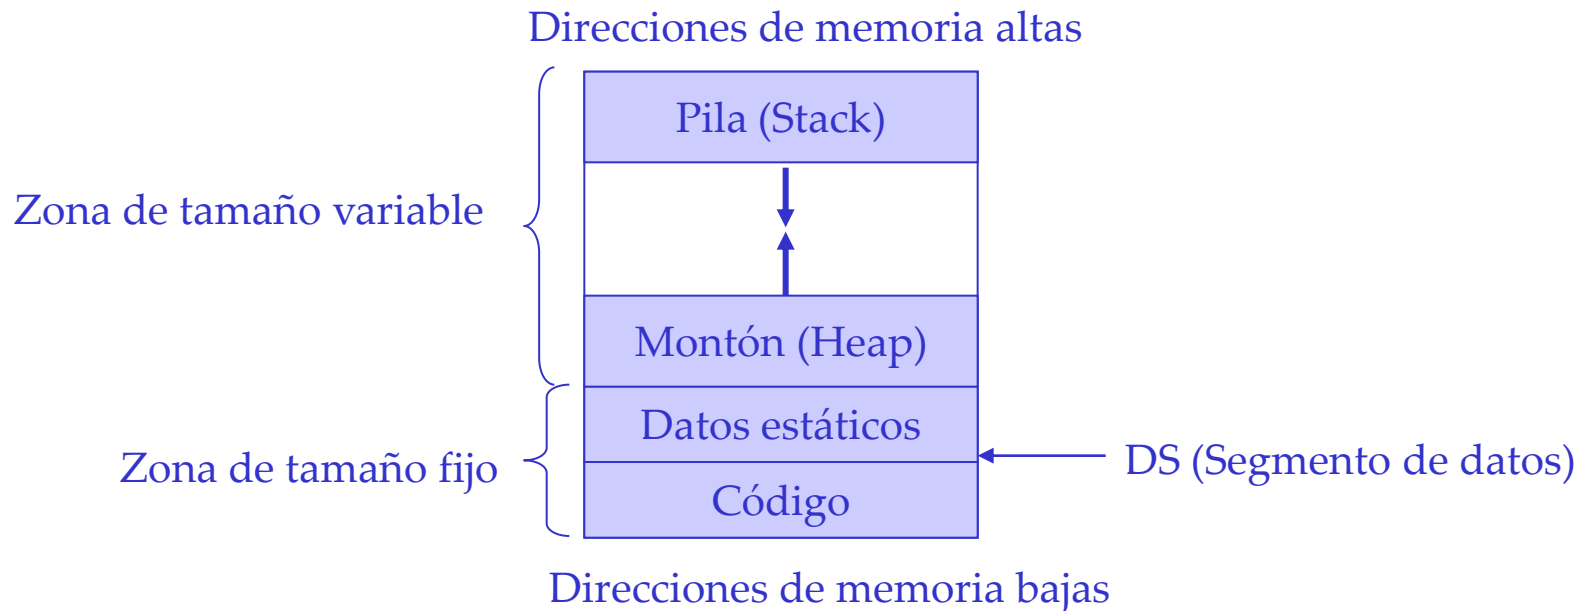 Direcciones de memoria altas
Pila (Stack)
Zona de tamaño variable
Montón (Heap)
Datos estáticos
Zona de tamaño fijo
DS (Segmento de datos)
Código
Direcciones de memoria bajas